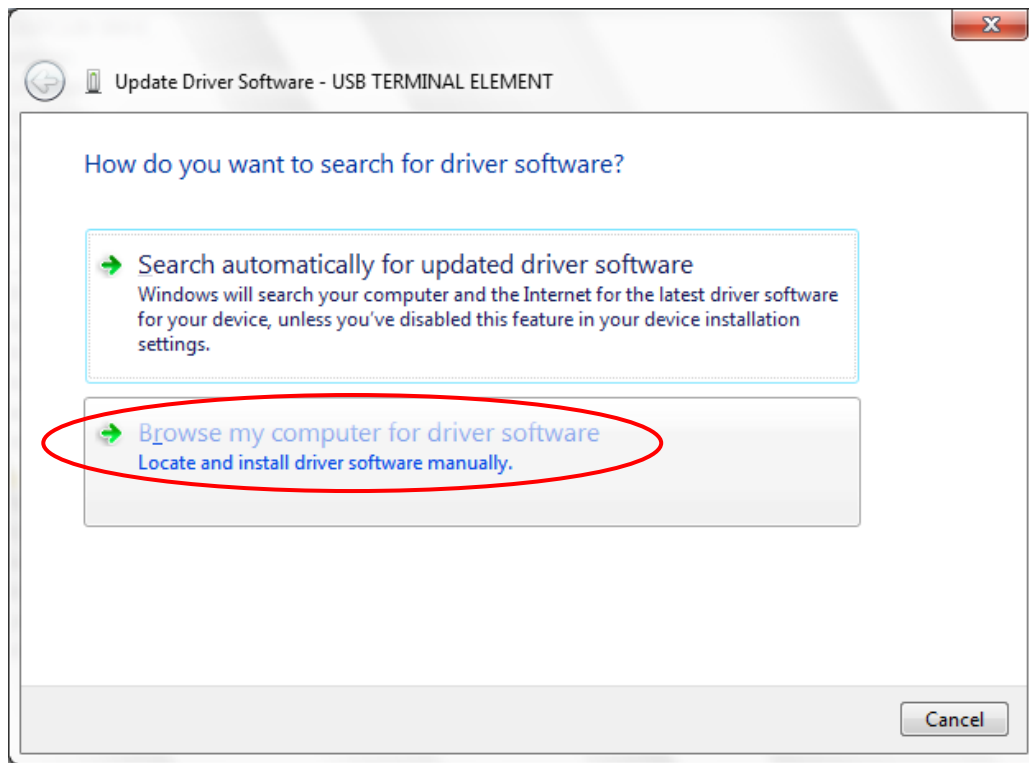 Update Driver Software - USB TERMINAL ELEMENT
How do you want to search for driver software?
Search automatically for updated driver software
Windows will search your computer and the Internet for the latest driver software
for your device, unless you've disabled this feature in your device installation
settings.
Browse my computer for driver software
Locate and install driver software manually.
Cancel